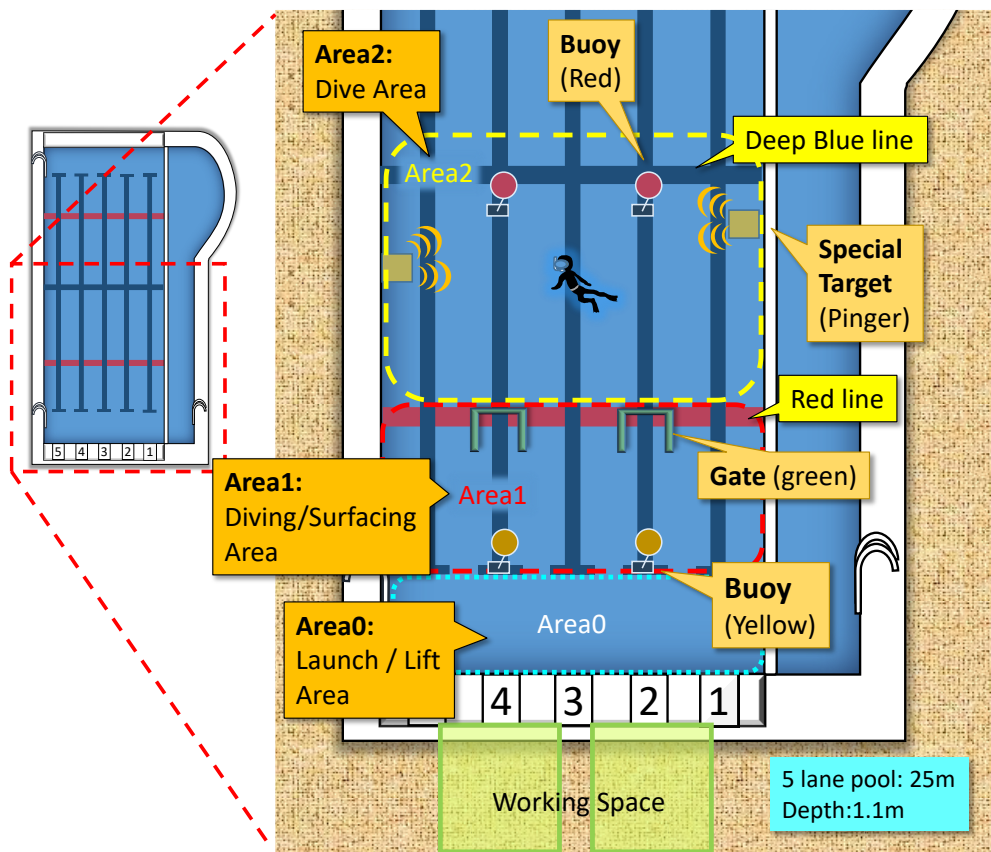 Area2:
Dive Area
Buoy
(Red)
Deep Blue line
Area2
Special
Target
(Pinger)
Red line
Gate (green)
Area1:
Diving/Surfacing
Area
Area1
Buoy
(Yellow)
Area0:
Launch / Lift
Area
Area0
5 4 3 2 1
4 3 2 1
Working Space
5 lane pool: 25m
Depth:1.1m